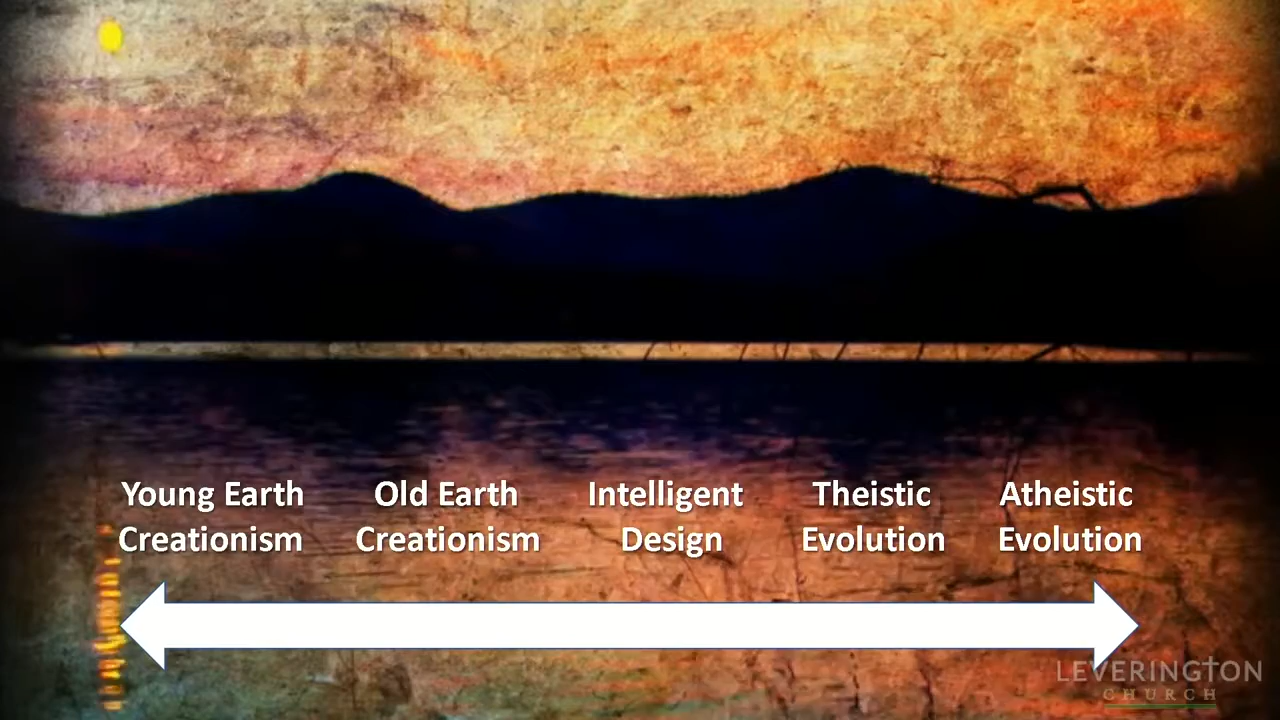 Young Earth
Creationism
Old Earth
Creationism
Intelligent
Design
Theistic
Evolution
Atheistic
Evolution
LEVERINGTON
CHURCH